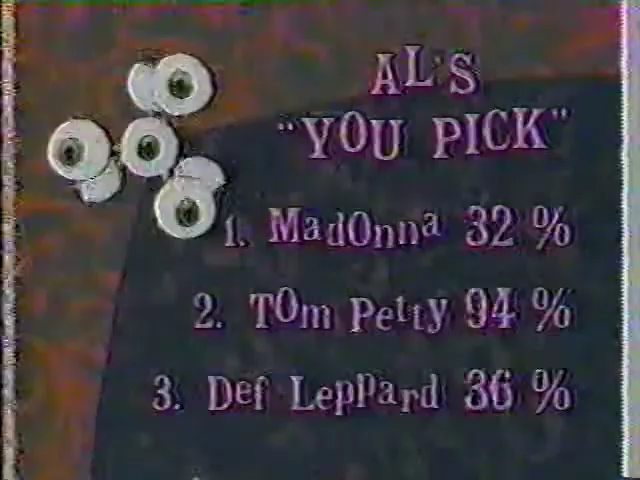 AL'S
"YOU PICK"
1. Madonna 32 %
2. Tom Petty 94 %
3. Def Leppard 36 %